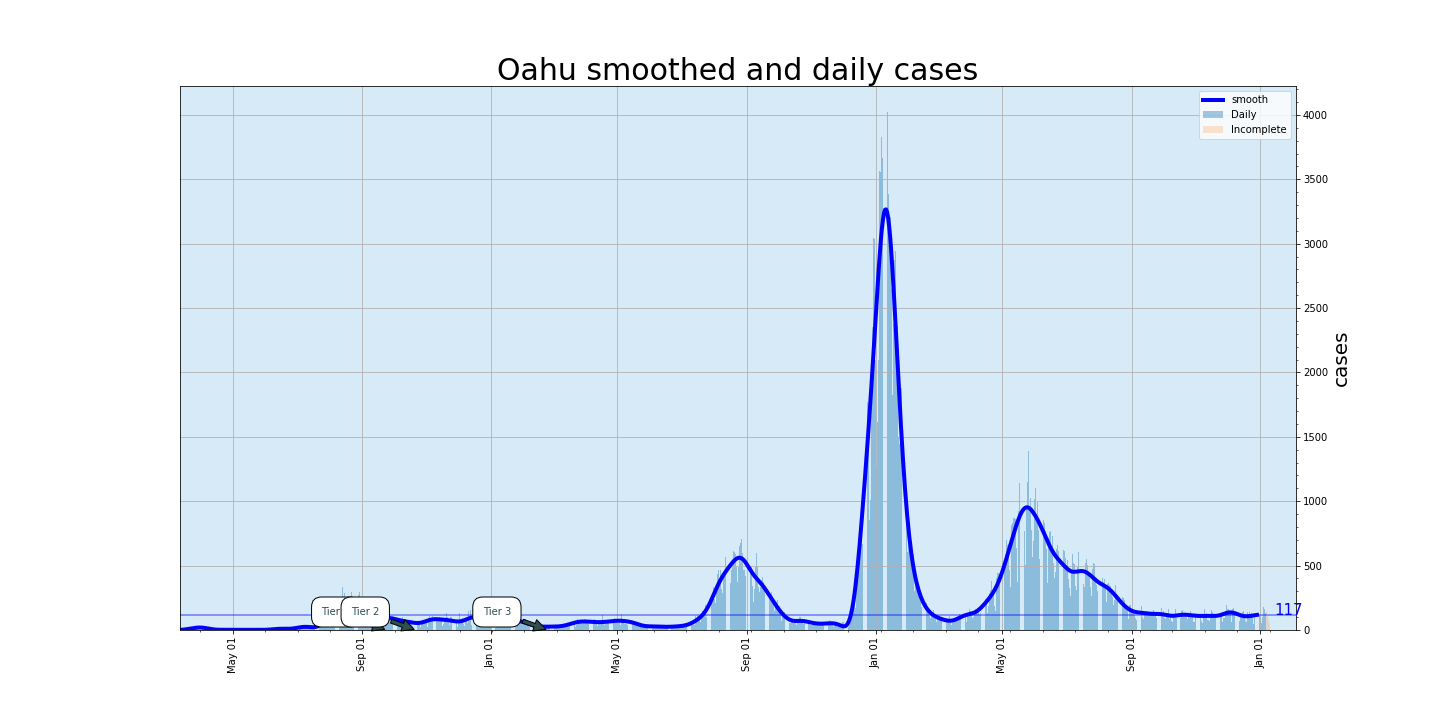 Oahu smoothed and daily cases
smooth
Daily
Incomplete
4000
3500
3000
2500
2000
1500
1000
500
0
cases
117
Tier
Tier 2
Tier 3
May 01
Sep 01
Jan 01
May 01
Sep 01
Jan 01
May 01
Sep 01
Jan 01